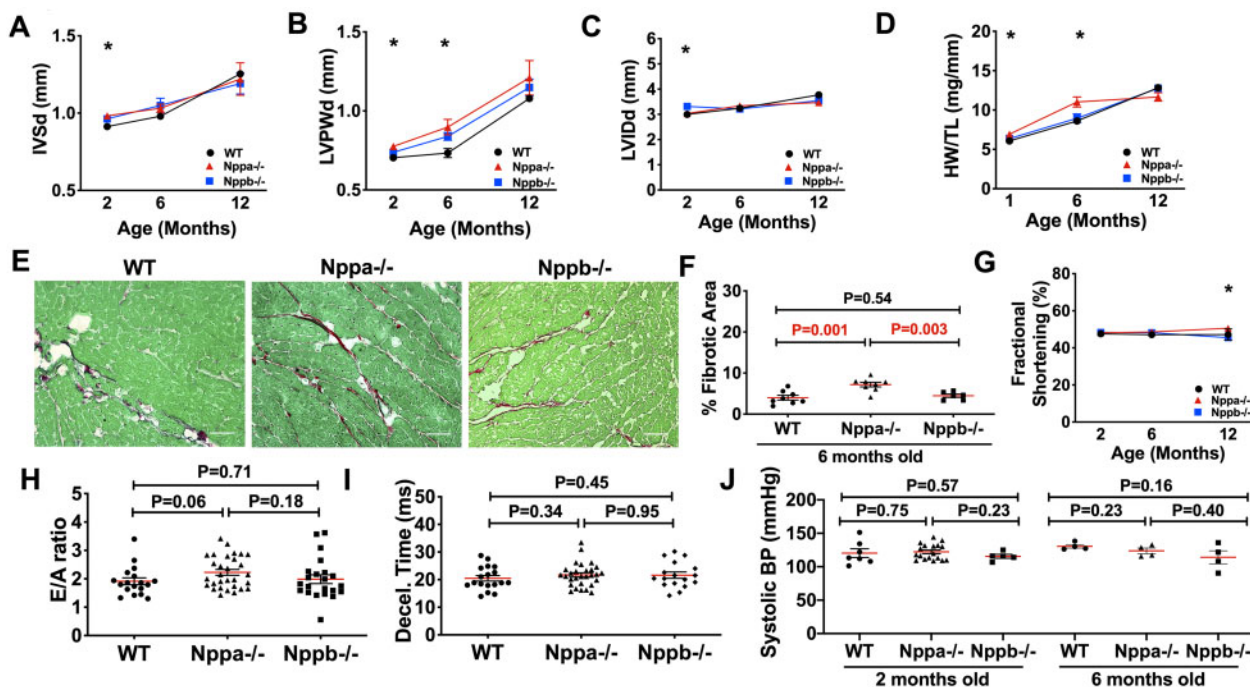 A
IVSd (mm)
*
1.5
1.0
0.5
WT
Nppa-/-
Nppb-/-
2 6 12
Age (Months)
B
LVPWd (mm)
* *
1.5
1.0
0.5
WT
Nppa-/-
Nppb-/-
2 6 12
Age (Months)
C
LVIDd (mm)
*
6
5
4
3
2
1
0
WT
Nppa-/-
Nppb-/-
2 6 12
Age (Months)
D
HW/TL (mg/mm)
* *
20
15
10
5
0
WT
Nppa-/-
Nppb-/-
1 6 12
Age (Months)
E
WT Nppa-/- Nppb-/-
F
% Fibrotic Area
P=0.54
P=0.001 P=0.003
30
20
10
0
WT Nppa-/- Nppb-/-
6 months old
G
Fractional
Shortening (%)
*
80
60
40
20
0
WT
Nppa-/-
Nppb-/-
2 6 12
Age (Months)
H
E/A ratio
P=0.71
P=0.06 P=0.18
5
4
3
2
1
0
WT Nppa-/- Nppb-/-
I
Decel.Time (ms)
P=0.45
P=0.34 P=0.95
50
40
30
20
10
0
WT Nppa-/- Nppb-/-
J
Systolic BP (mmHg)
P=0.57 P=0.16
P=0.75 P=0.23 P=0.23 P=0.40
200
150
100
50
0
WT Nppa-/- Nppb-/- WT Nppa-/- Nppb-/-
2 months old 6 months old